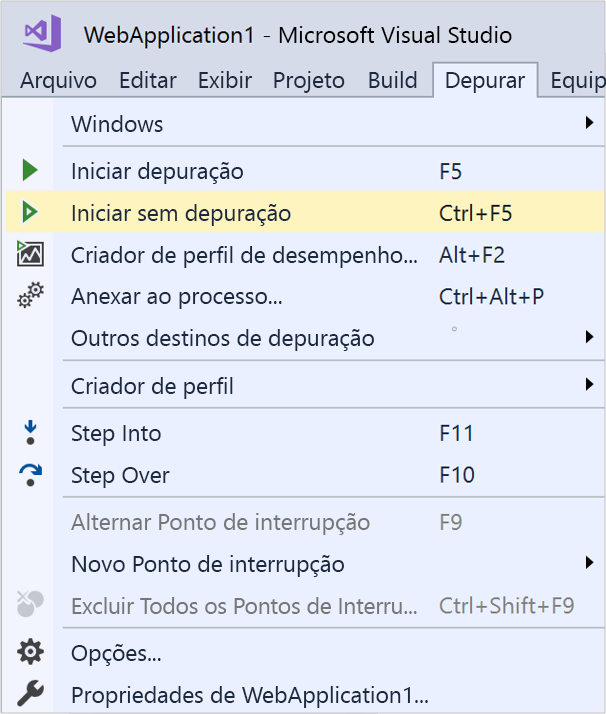 WebApplication1 - Microsoft Visual Studio
Arquivo Editar Exibir Projeto Build Depurar Equip
Windows
Iniciar depuração F5
Iniciar sem depuração Ctrl+F5
Criador de perfil de desempenho... Alt+F2
Anexar ao processo... Ctrl+Alt+P
Outros destinos de depuração
Criador de perfil
Step Into F11
Step Over F10
Alternar Ponto de interrupção F9
Novo Ponto de interrupção
Excluir Todos os Pontos de Interru... Ctrl+Shift+F9
Opções...
Propriedades de WebApplication1...